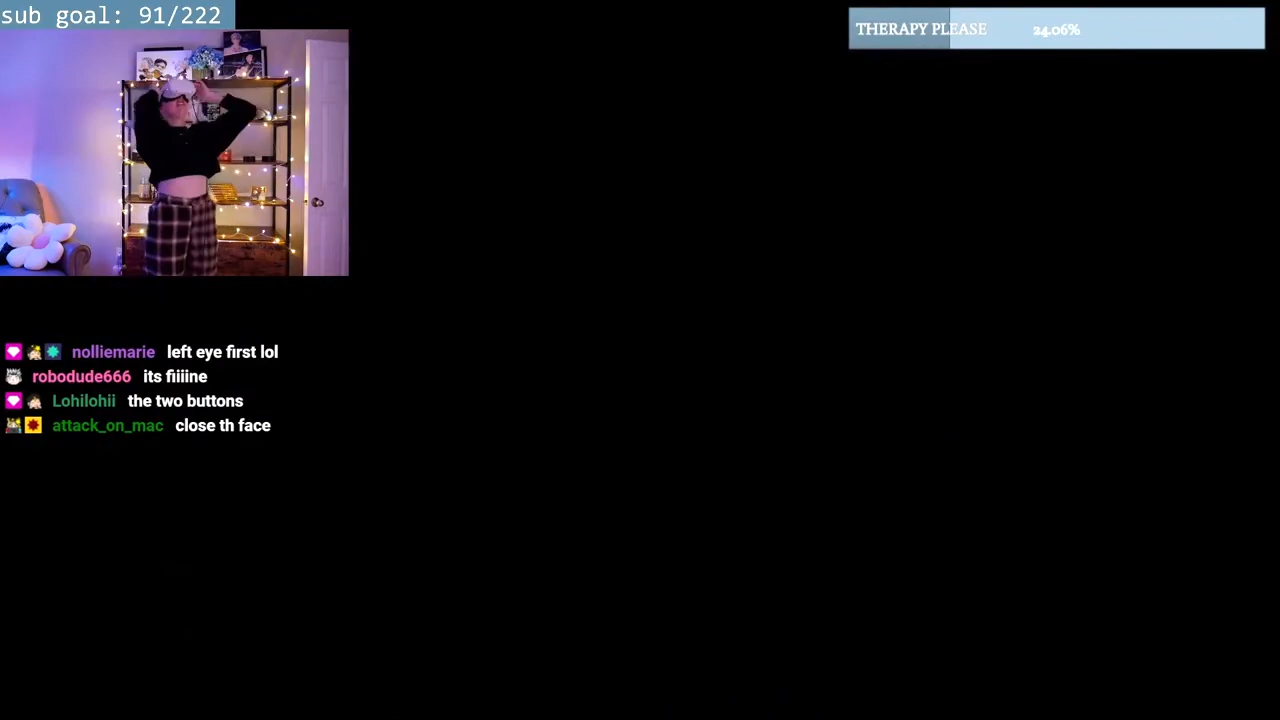 sub goal: 91/222
THERAPY PLEASE 24.06%
nolliemarie left eye first lol
robodude666 its fiiiine
Lohilohii the two buttons
attack_on_mac close th face